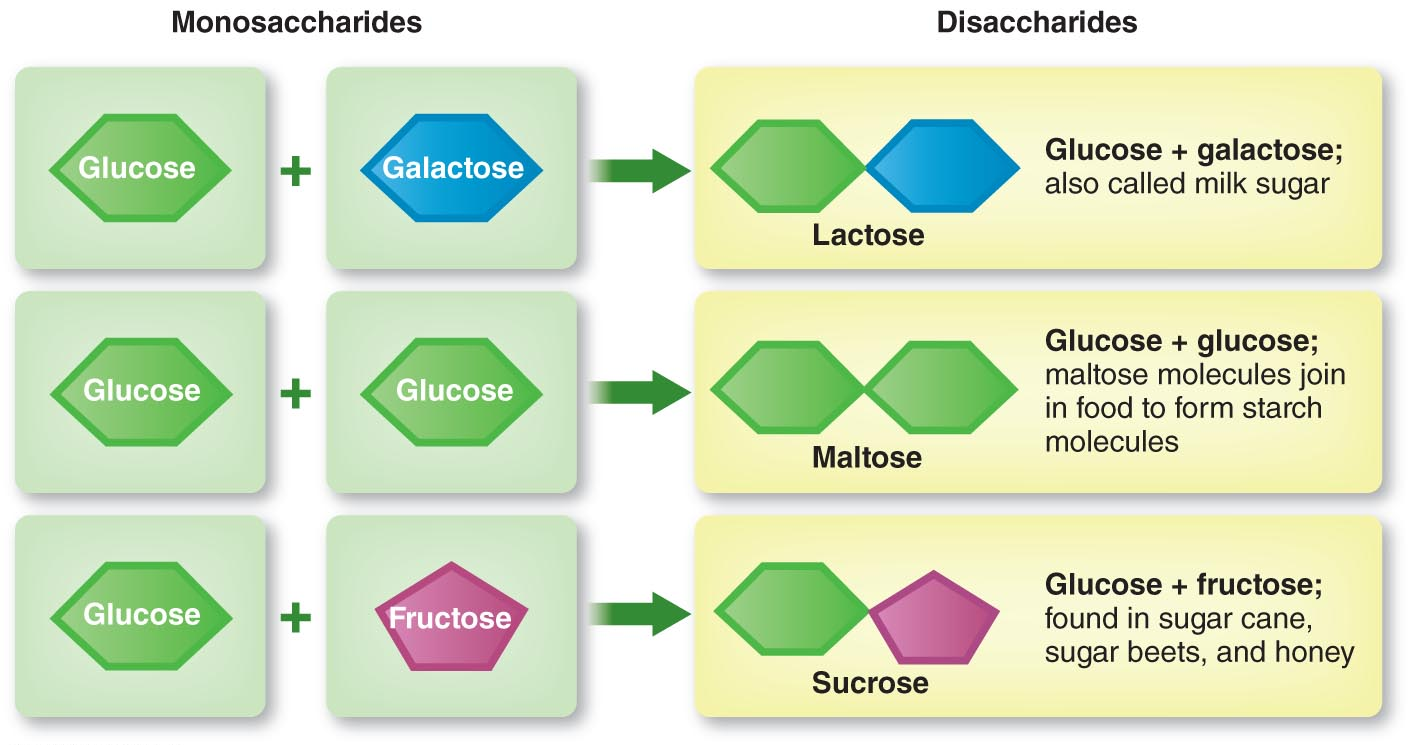 Monosaccharides
Disaccharides
Glucose
+
Galactose
Lactose
Glucose + galactose;
also called milk sugar
Glucose
+
Glucose
Maltose
Glucose + glucose;
maltose molecules join
in food to form starch
molecules
Glucose
+
Fructose
Sucrose
Glucose + fructose;
found in sugar cane,
sugar beets, and honey